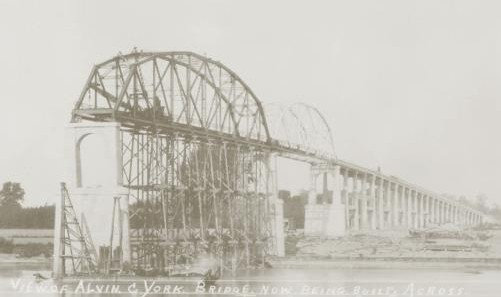 VIEW OF ALVIN C. YORK. BRIDGE. NOW BEING BUILT, ACROSS.